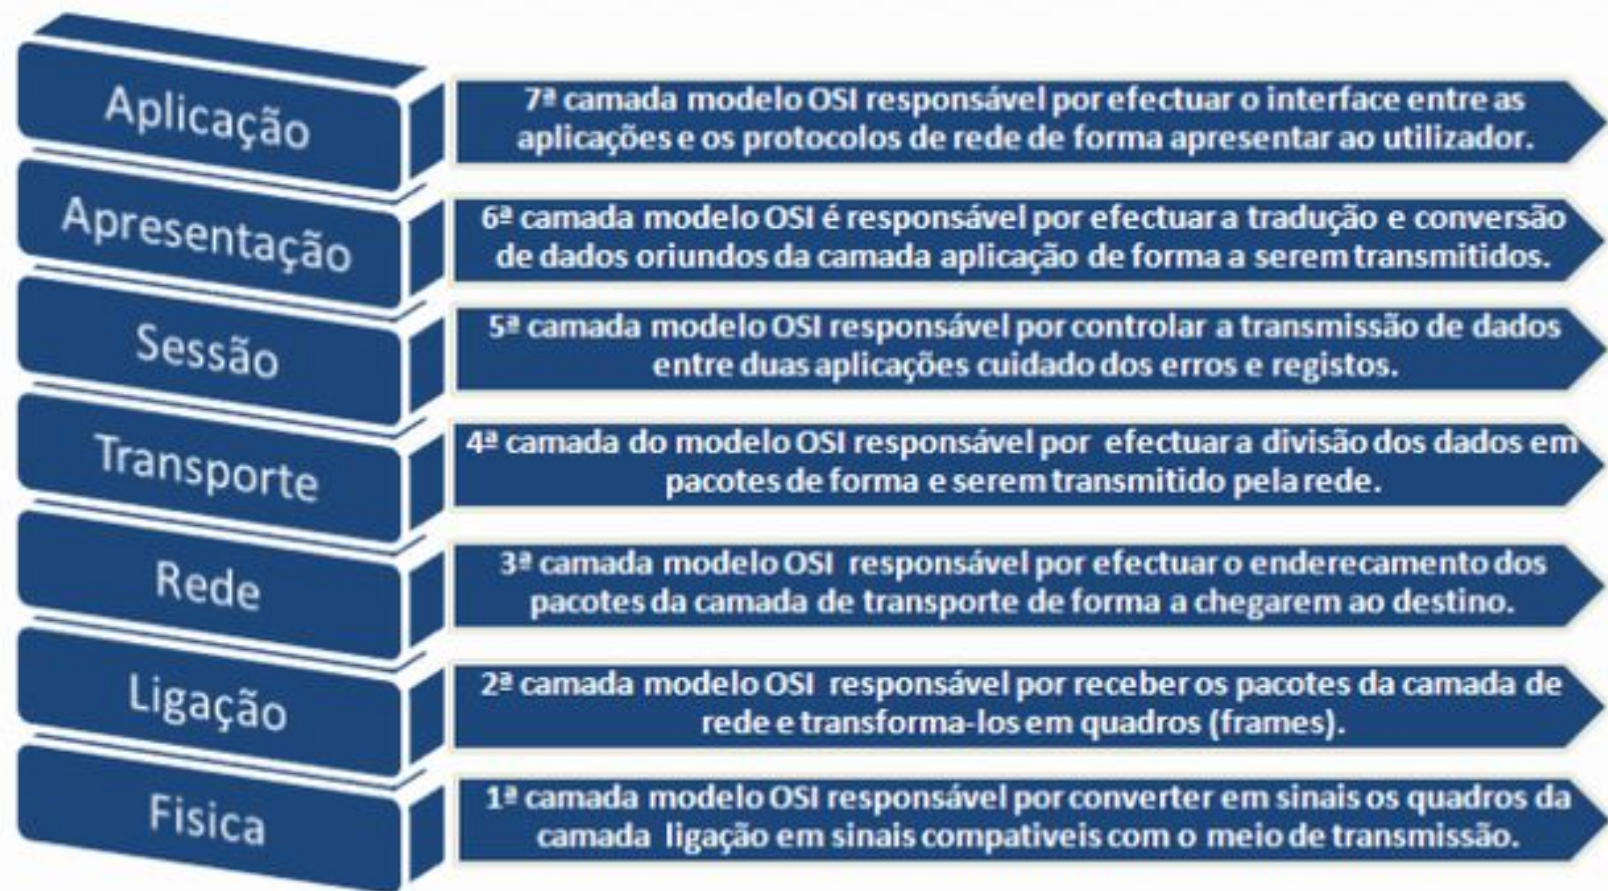 Aplicação
7ª camada modelo OSI responsável por efectuar o interface entre as
aplicações e os protocolos de rede de forma apresentar ao utilizador.
Apresentação
6ª camada modelo OSI é responsável por efectuar a tradução e conversão
de dados oriundos da camada aplicação de forma a serem transmitidos.
Sessão
5ª camada modelo OSI responsável por controlar a transmissão de dados
entre duas aplicações cuidado dos erros e registos.
Transporte
4ª camada do modelo OSI responsável por efectuar a divisão dos dados em
pacotes de forma e serem transmitido pela rede.
Rede
3ª camada modelo OSI responsável por efectuar o enderecamento dos
pacotes da camada de transporte de forma a chegarem ao destino.
Ligação
2ª camada modelo OSI responsável por receber os pacotes da camada de
rede e transforma-los em quadros (frames).
Fisica
1ª camada modelo OSI responsável por converter em sinais os quadros da
camada ligação em sinais compativeis com o meio de transmissão.